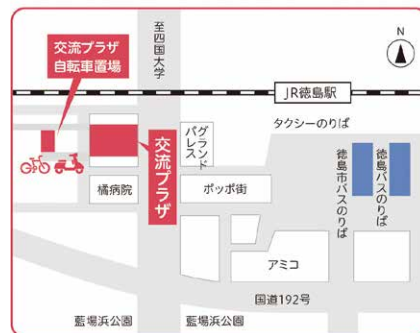 交流プラザ
自転車置場
至四国大学
N
JR徳島駅
タクシーのりば
グランド
パレス
交流プラザ
橘病院
ポッポ街
徳島市バスのりば
徳島バスのりば
アミコ
国道192号
藍場浜公園
藍場浜公園